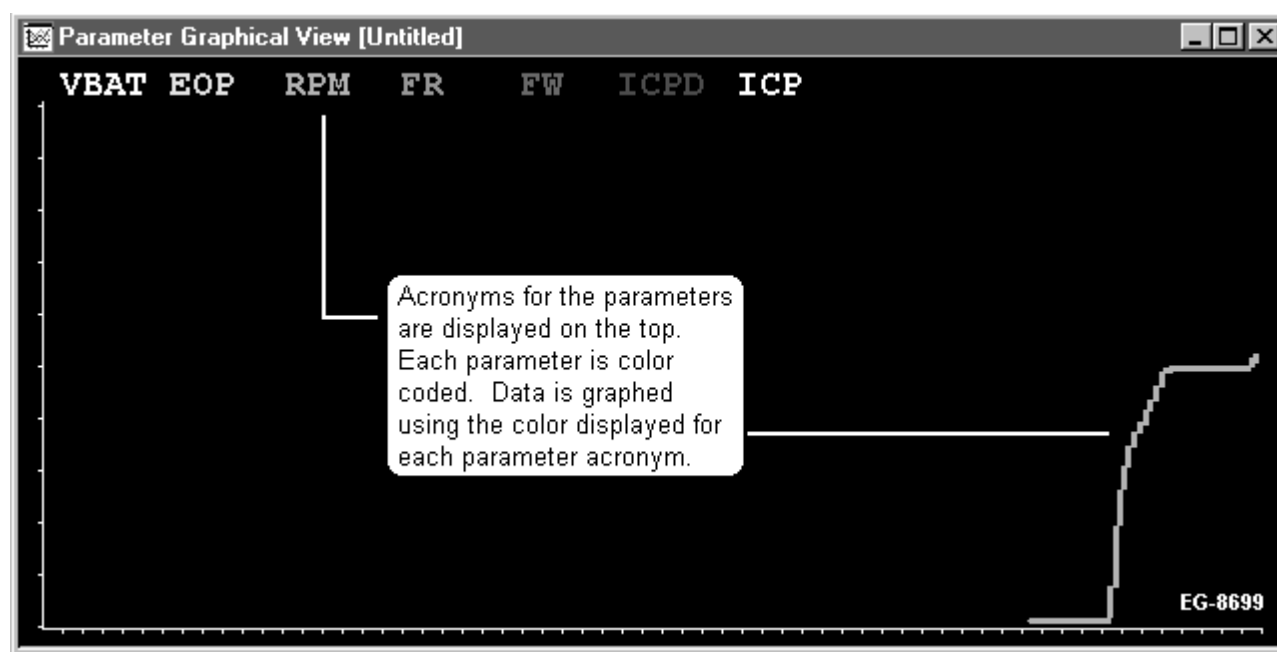 Parameter Graphical View [Untitled]
VBAT EOP RPM FR FW ICPD ICP
Acronyms for the parameters
are displayed on the top.
Each parameter is color
coded. Data is graphed
using the color displayed for
each parameter acronym.
EG-8699